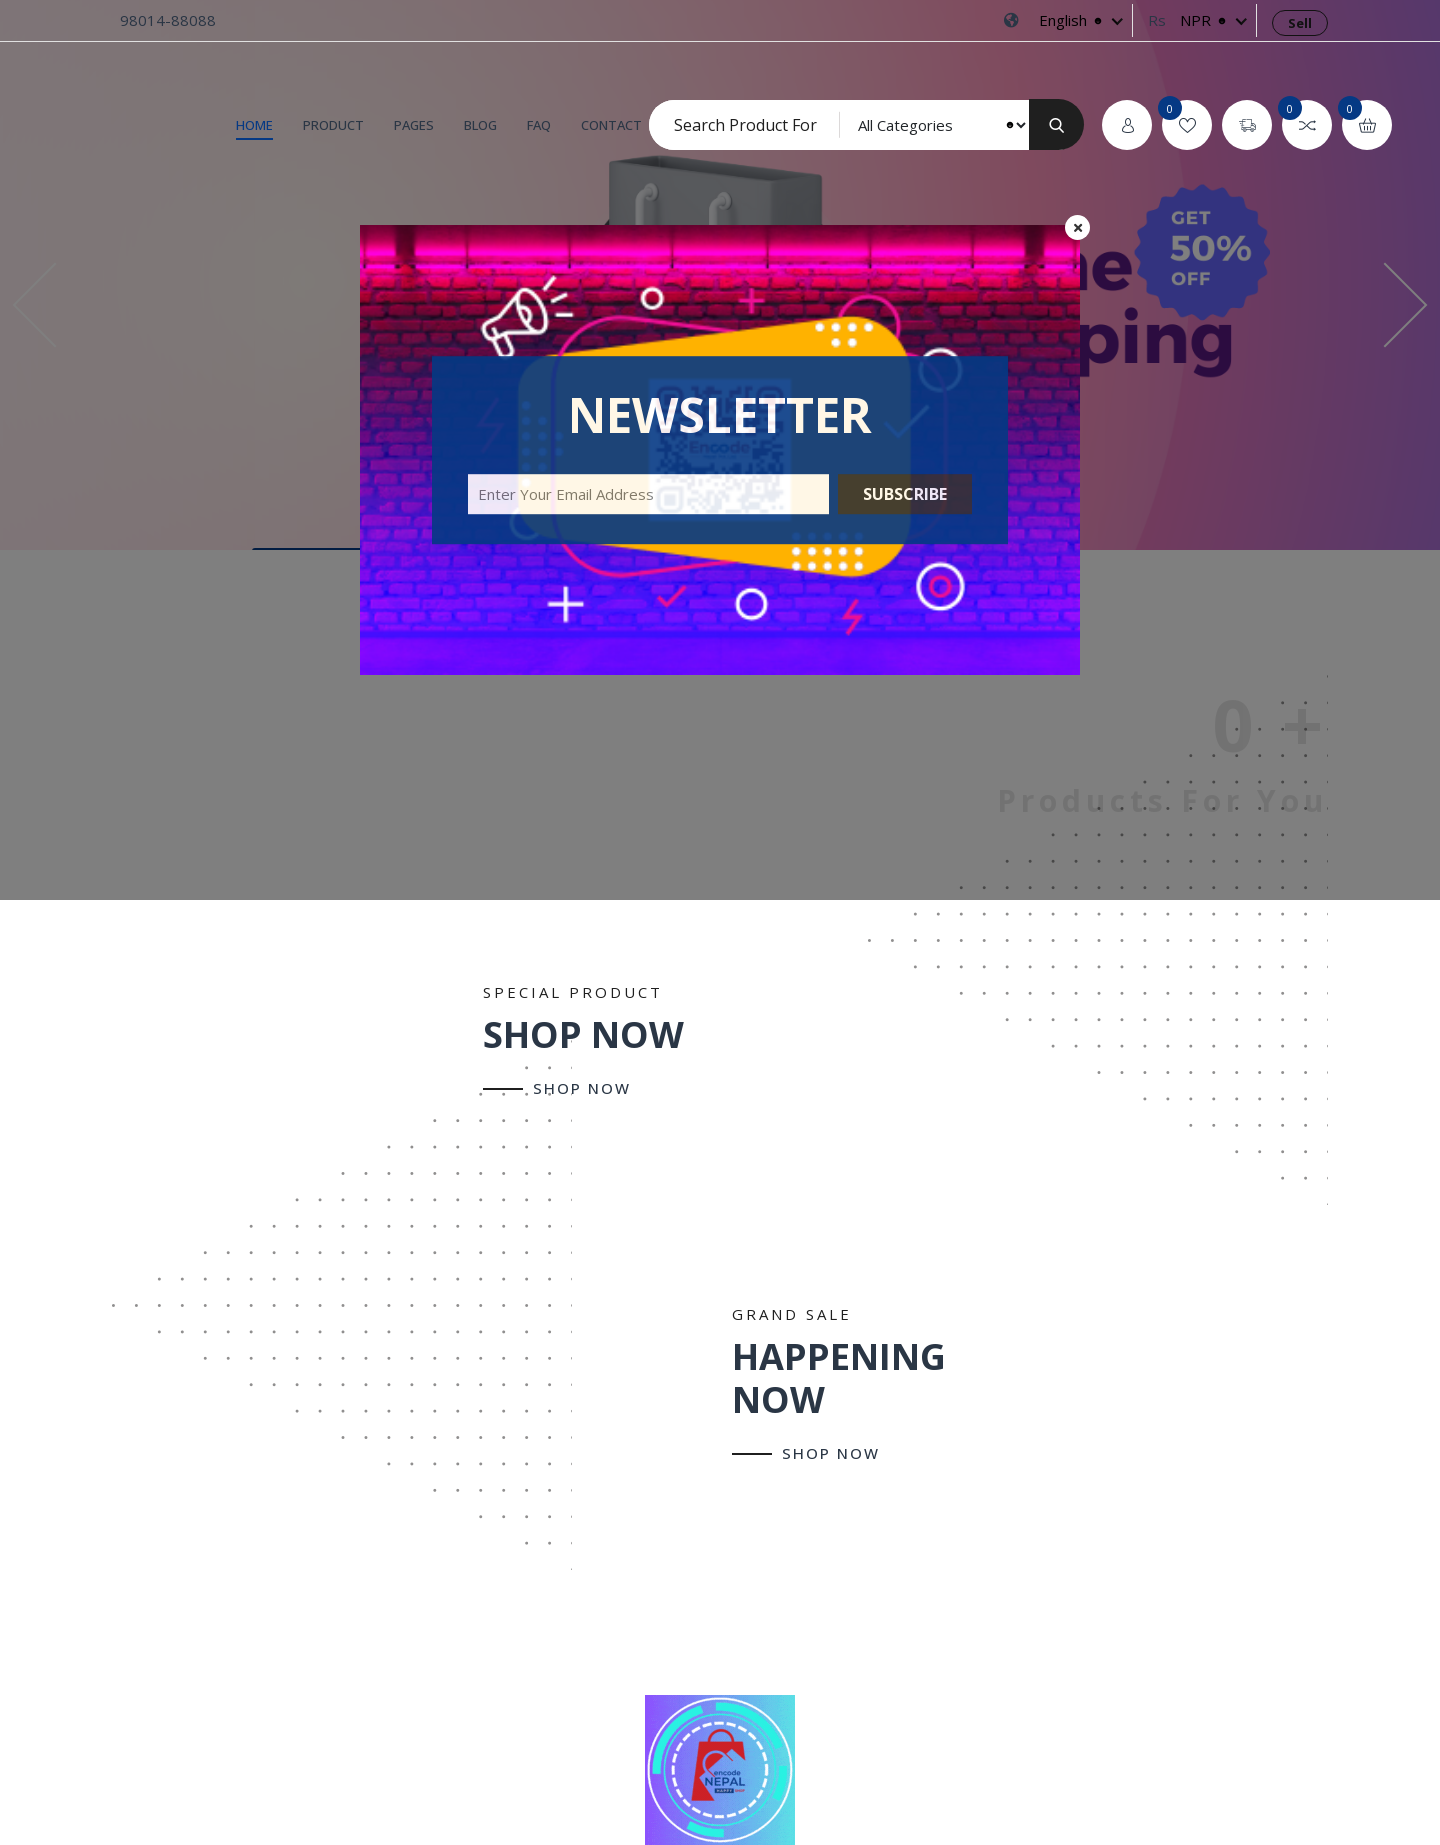 98014-88088
English
Rs NPR
Sell
HOME PRODUCT PAGES BLOG FAQ CONTACT
Search Product For
All Categories
0
0
0
GET
50%
OFF
ne
ping
NEWSLETTER
Encode
Enter Your Email Address
SUBSCRIBE
0 +
Products For You
SPECIAL PRODUCT
SHOP NOW
SHOP NOW
GRAND SALE
HAPPENING
NOW
SHOP NOW
encode
NEPAL
HAPPY